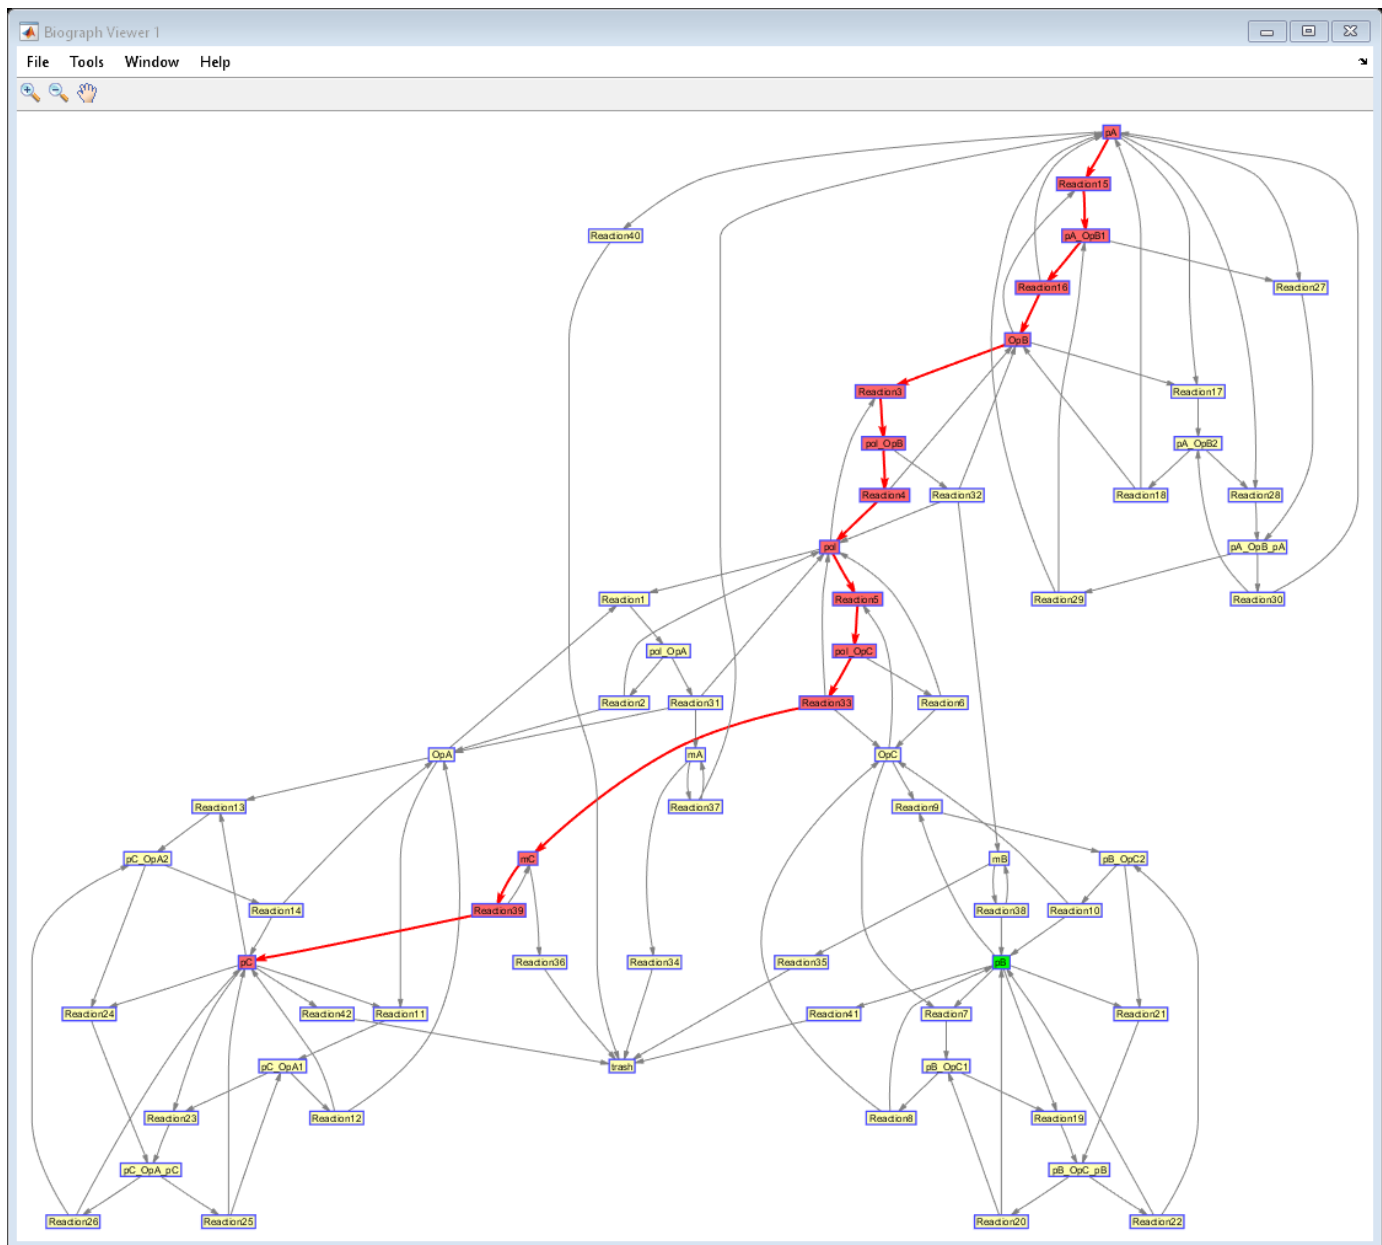 Biograph Viewer 1
File Tools Window Help
pA
Reaction15
Reaction40 pA_OpB1
Reaction16 Reaction27
OpB
Reaction3 Reaction17
pol_OpB pA_OpB2
Reaction4 Reaction32 Reaction18 Reaction28
pol pA_OpB_pA
Reaction1 Reaction5 Reaction29 Reaction30
pol_OpA pol_OpC
Reaction2 Reaction31 Reaction33 Reaction6
OpA mA OpC
Reaction13 Reaction37 Reaction9
pC_OpA2 mC mB pB_OpC2
Reaction14 Reaction39 Reaction38 Reaction10
pC Reaction36 Reaction34 Reaction35 pB
Reaction24 Reaction42 Reaction11 Reaction41 Reaction7 Reaction21
pC_OpA1 trash pB_OpC1
Reaction23 Reaction12 Reaction8 Reaction19
pC_OpA_pC pB_OpC_pB
Reaction26 Reaction25 Reaction20 Reaction22